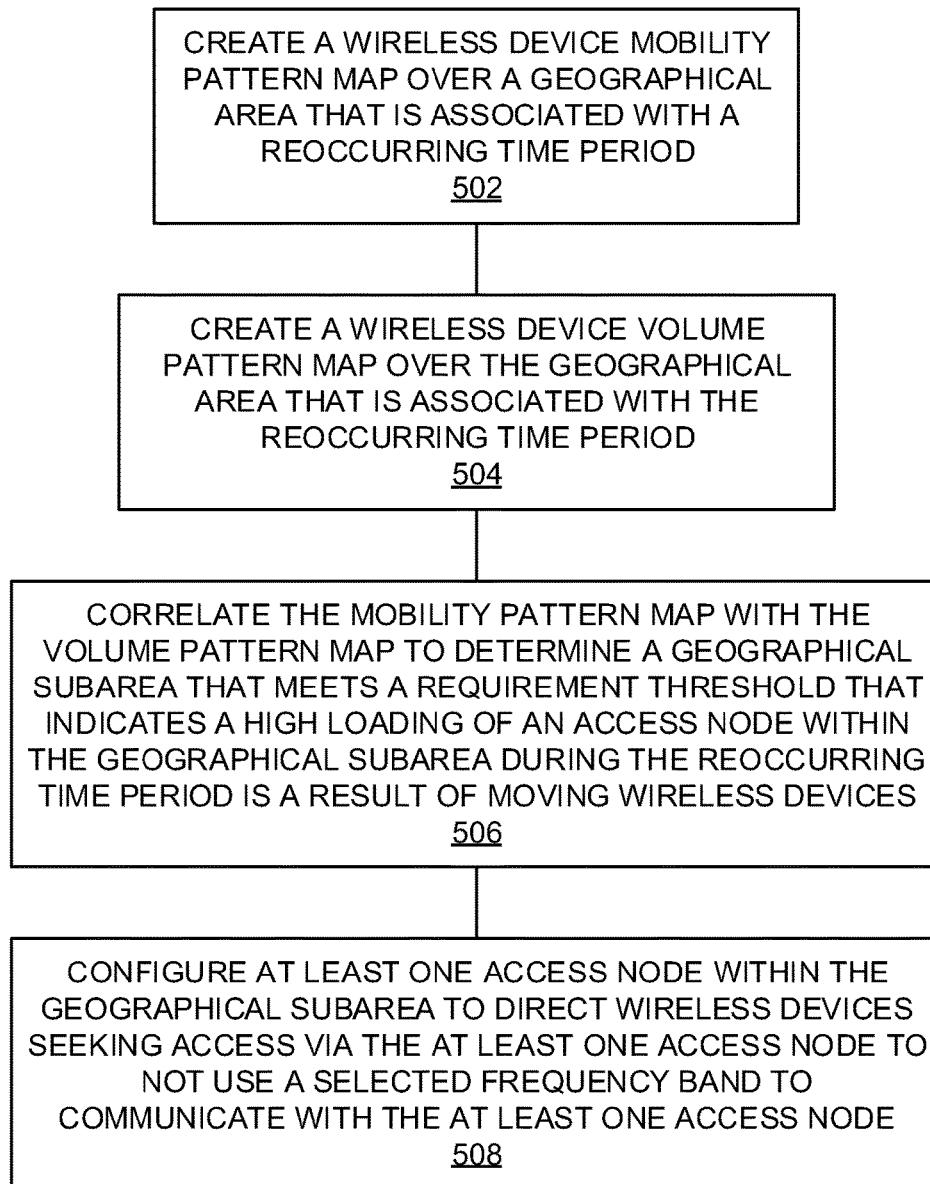 CREATE A WIRELESS DEVICE MOBILITY
PATTERN MAP OVER A GEOGRAPHICAL
AREA THAT IS ASSOCIATED WITH A
REOCCURRING TIME PERIOD
502
CREATE A WIRELESS DEVICE VOLUME
PATTERN MAP OVER THE GEOGRAPHICAL
AREA THAT IS ASSOCIATED WITH THE
REOCCURRING TIME PERIOD
504
CORRELATE THE MOBILITY PATTERN MAP WITH THE
VOLUME PATTERN MAP TO DETERMINE A GEOGRAPHICAL
SUBAREA THAT MEETS A REQUIREMENT THRESHOLD THAT
INDICATES A HIGH LOADING OF AN ACCESS NODE WITHIN
THE GEOGRAPHICAL SUBAREA DURING THE REOCCURRING
TIME PERIOD IS A RESULT OF MOVING WIRELESS DEVICES
506
CONFIGURE AT LEAST ONE ACCESS NODE WITHIN THE
GEOGRAPHICAL SUBAREA TO DIRECT WIRELESS DEVICES
SEEKING ACCESS VIA THE AT LEAST ONE ACCESS NODE TO
NOT USE A SELECTED FREQUENCY BAND TO
COMMUNICATE WITH THE AT LEAST ONE ACCESS NODE
508